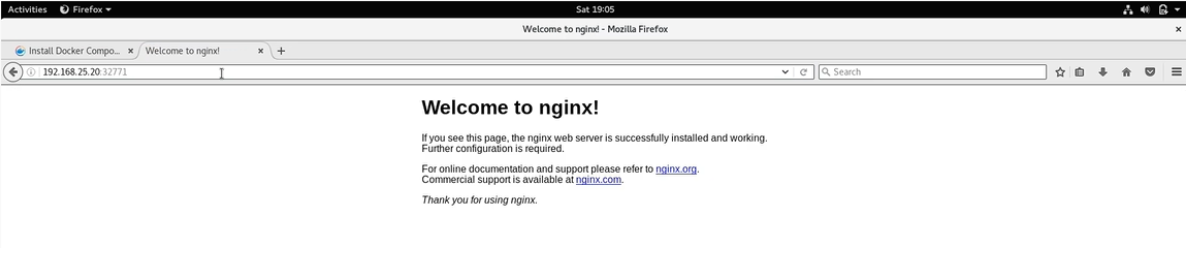 Activities Firefox Sat 19:05
Welcome to nginx! - Mozilla Firefox
Install Docker Compo... Welcome to nginx!
192.168.25.20:32771 Search
Welcome to nginx!
If you see this page, the nginx web server is successfully installed and working.
Further configuration is required.
For online documentation and support please refer to nginx.org.
Commercial support is available at nginx.com.
Thank you for using nginx.